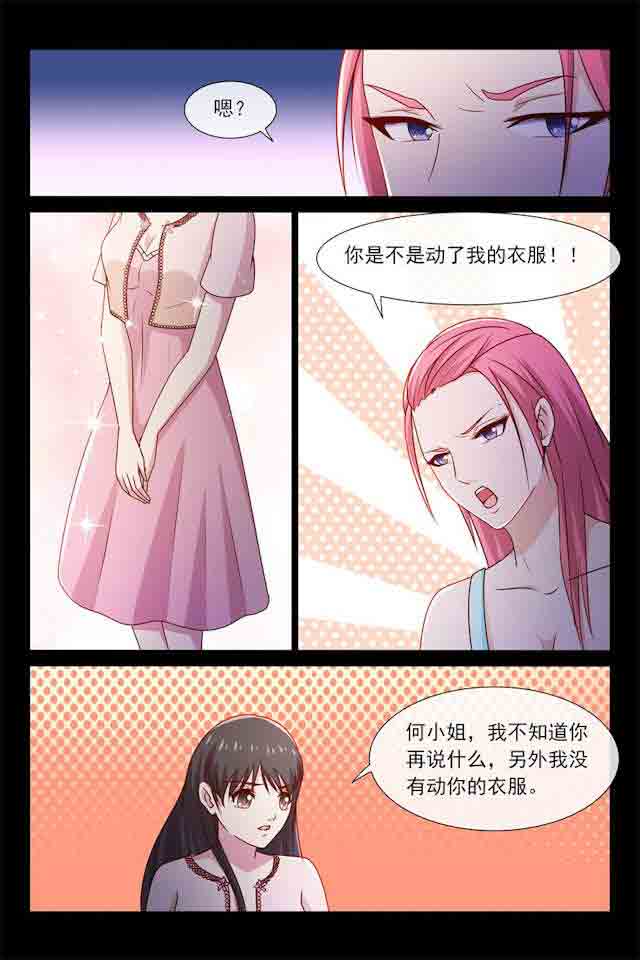 嗯？
你是不是动了我的衣服！！
何小姐，我不知道你
再说什么，另外我没
有动你的衣服。